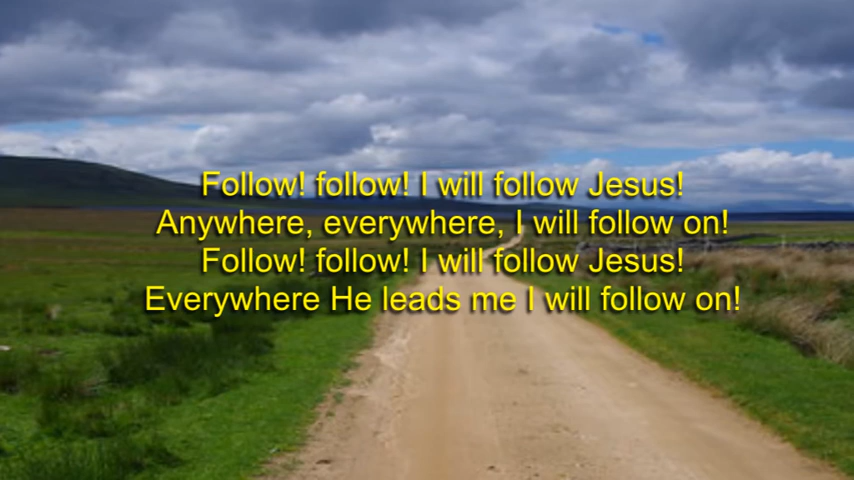 Follow! follow! I will follow Jesus!
Anywhere, everywhere, I will follow on!
Follow! follow! I will follow Jesus!
Everywhere He leads me I will follow on!